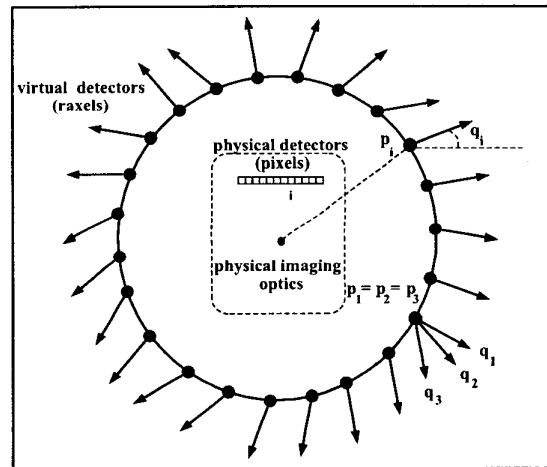 virtual detectors
(raxels)
physical detectors
(pixels)
i
physical imaging
optics
p i
q i
p 1 = p 2 = p 3
q 1
q 2
q 3